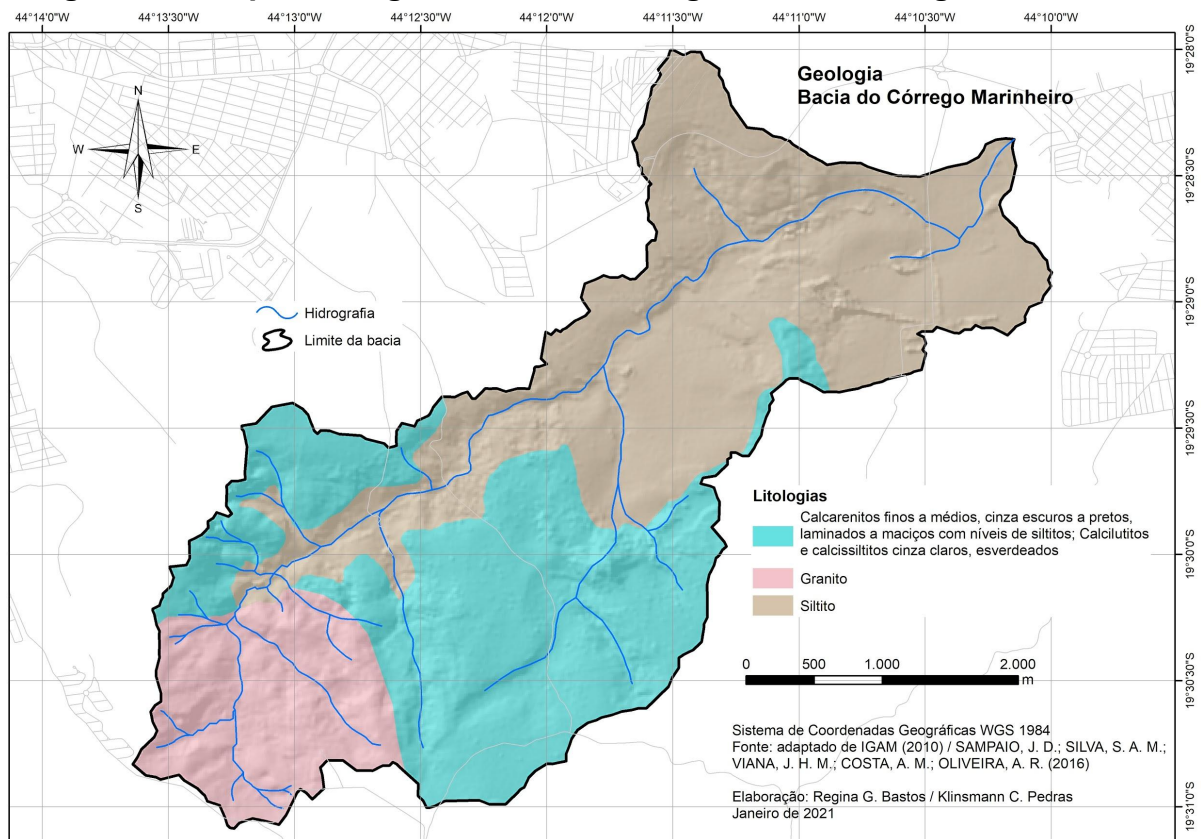 44°14'0"W 44°13'30"W 44°13'0"W 44°12'30"W 44°12'0"W 44°11'30"W 44°11'0"W 44°10'30"W 44°10'0"W
19°28'0"S
Geologia
Bacia do Córrego Marinheiro
N
W E
S
19°28'30"S
19°29'0"S
Hidrografia
Limite da bacia
19°29'30"S
Litologias
Calcarenitos finos a médios, cinza escuros a pretos,
laminados a maciços com níveis de siltitos; Calcilutitos
e calcissiltitos cinza claros, esverdeados
19°30'0"S
Granito
Siltito
0 500 1.000 2.000
m
19°30'30"S
Sistema de Coordenadas Geográficas WGS 1984
Fonte: adaptado de IGAM (2010) / SAMPAIO, J. D.; SILVA, S. A. M.;
VIANA, J. H. M.; COSTA, A. M.; OLIVEIRA, A. R. (2016)
Elaboração: Regina G. Bastos / Klinsmann C. Pedras
Janeiro de 2021
19°31'0"S